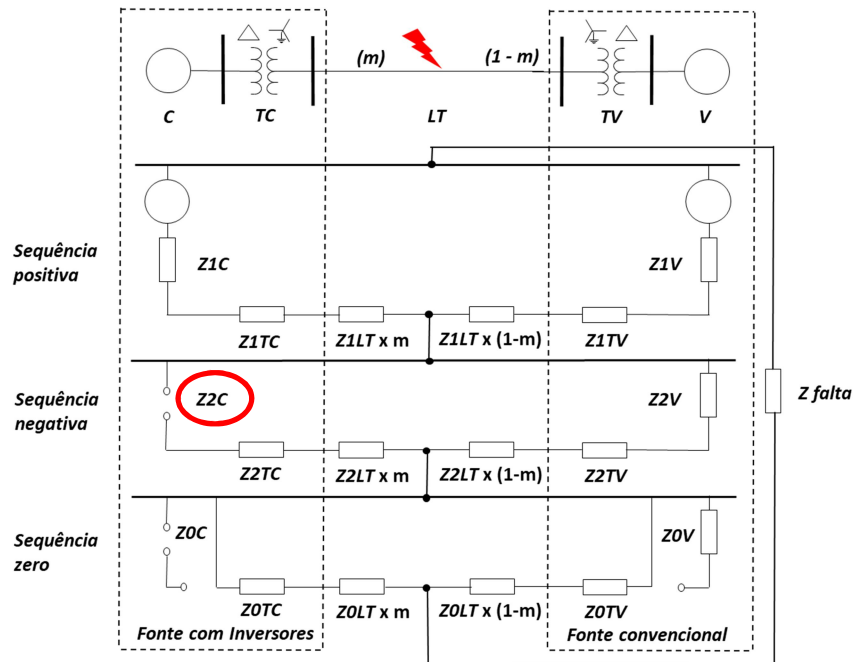 (m)
(1 - m)
C
TC
LT
TV
V
Sequência
positiva
Z1C
Z1V
Z1TC
Z1LT x m
Z1LT x (1-m)
Z1TV
Sequência
negativa
Z2C
Z2V
Z falta
Z2TC
Z2LT x m
Z2LT x (1-m)
Z2TV
Sequência
zero
Z0C
Z0V
Z0TC
Z0LT x m
Z0LT x (1-m)
Z0TV
Fonte com Inversores
Fonte convencional